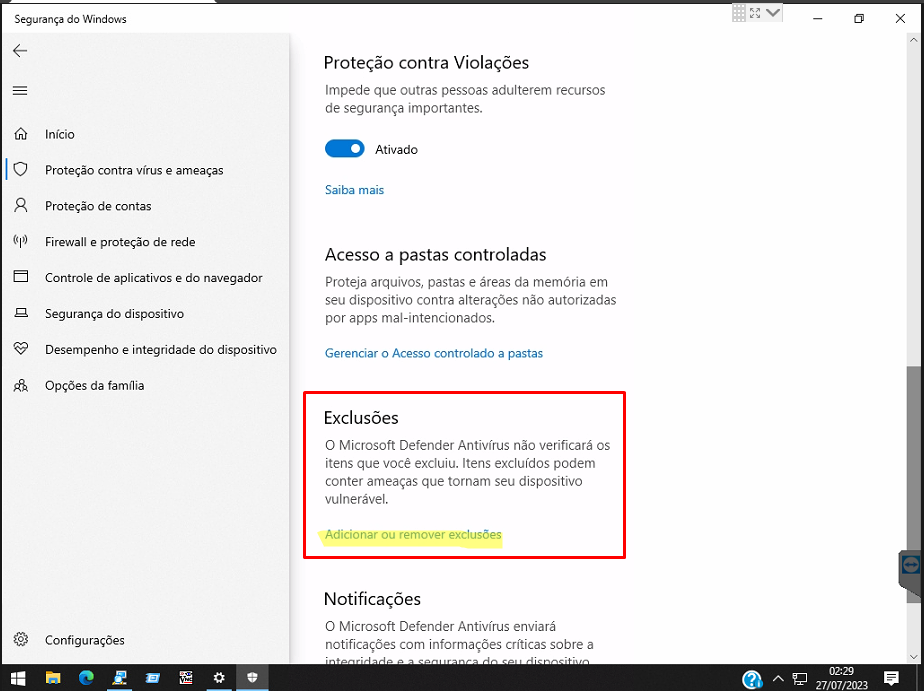 Segurança do Windows
Início
Proteção contra vírus e ameaças
Proteção de contas
Firewall e proteção de rede
Controle de aplicativos e do navegador
Segurança do dispositivo
Desempenho e integridade do dispositivo
Opções da família
Configurações
Proteção contra Violações
Impede que outras pessoas adulterem recursos
de segurança importantes.
Ativado
Saiba mais
Acesso a pastas controladas
Proteja arquivos, pastas e áreas da memória em
seu dispositivo contra alterações não autorizadas
por apps mal-intencionados.
Gerenciar o Acesso controlado a pastas
Exclusões
O Microsoft Defender Antivírus não verificará os
itens que você excluiu. Itens excluídos podem
conter ameaças que tornam seu dispositivo
vulnerável.
Adicionar ou remover exclusões
Notificações
O Microsoft Defender Antivírus enviará
notificações com informações críticas sobre a
integridade e a segurança do seu dispositivo
02:29
27/07/2023